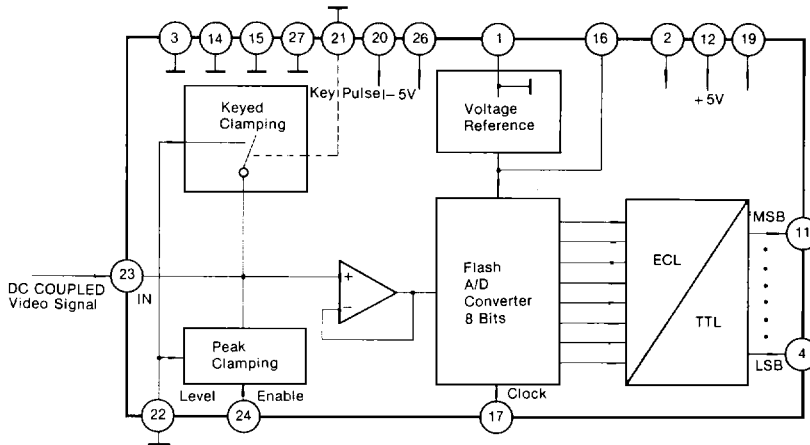 3 14 15 27 21 20 26 1 16 2 12 19
Key Pulse -5V
+5V
Keyed
Clamping
Voltage
Reference
23
DC COUPLED
Video Signal
IN
+
−
Flash
A/D
Converter
8 Bits
ECL
TTL
MSB
11
LSB
4
Peak
Clamping
Level
Enable
Clock
22 24 17